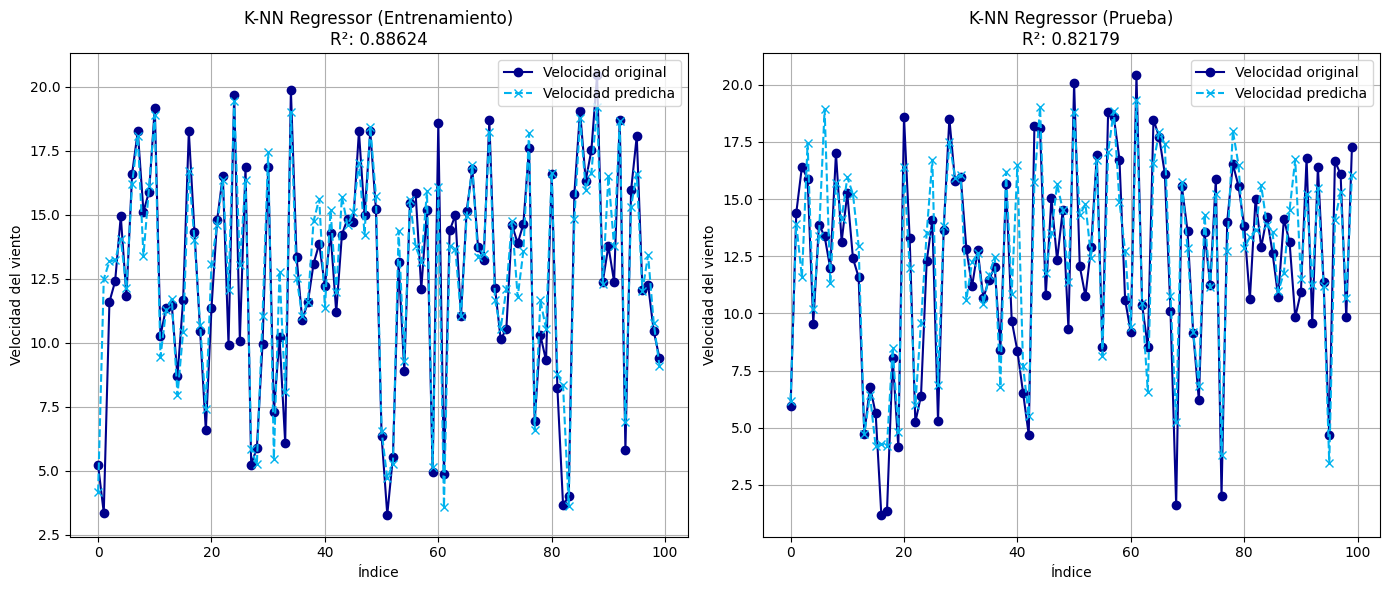 K-NN Regressor (Entrenamiento)
R²: 0.88624
Velocidad original
Velocidad predicha
Velocidad del viento
20.0
17.5
15.0
12.5
10.0
7.5
5.0
2.5
0
20
40
60
80
100
Índice
K-NN Regressor (Prueba)
R²: 0.82179
Velocidad original
Velocidad predicha
Velocidad del viento
20.0
17.5
15.0
12.5
10.0
7.5
5.0
2.5
0
20
40
60
80
100
Índice